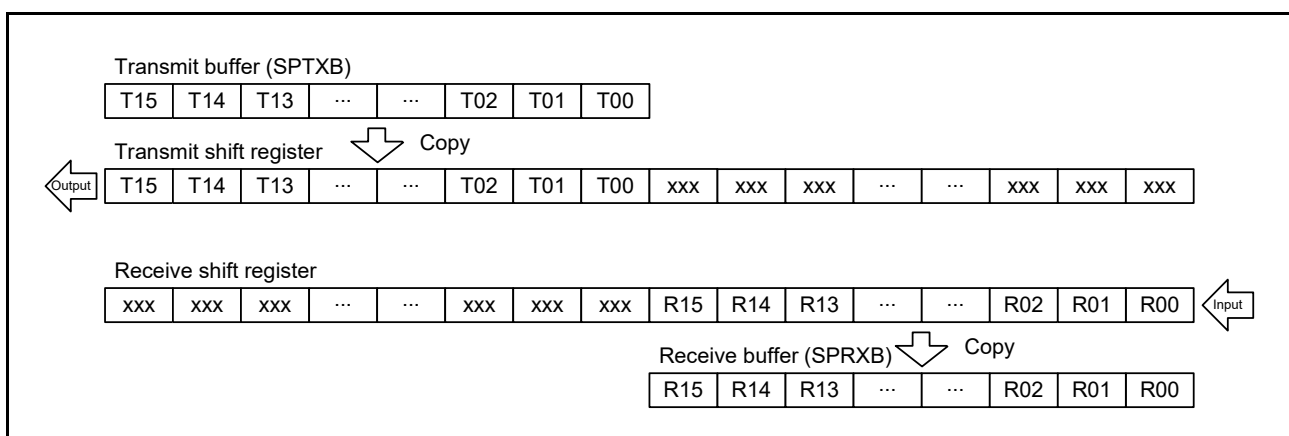 Transmit buffer (SPTXB)
T15 T14 T13 ... ... T02 T01 T00
Copy
Transmit shift register
Output T15 T14 T13 ... ... T02 T01 T00 xxx xxx xxx ... ... xxx xxx xxx
Receive shift register
xxx xxx xxx ... ... xxx xxx xxx R15 R14 R13 ... ... R02 R01 R00 Input
Receive buffer (SPRXB) Copy
R15 R14 R13 ... ... R02 R01 R00